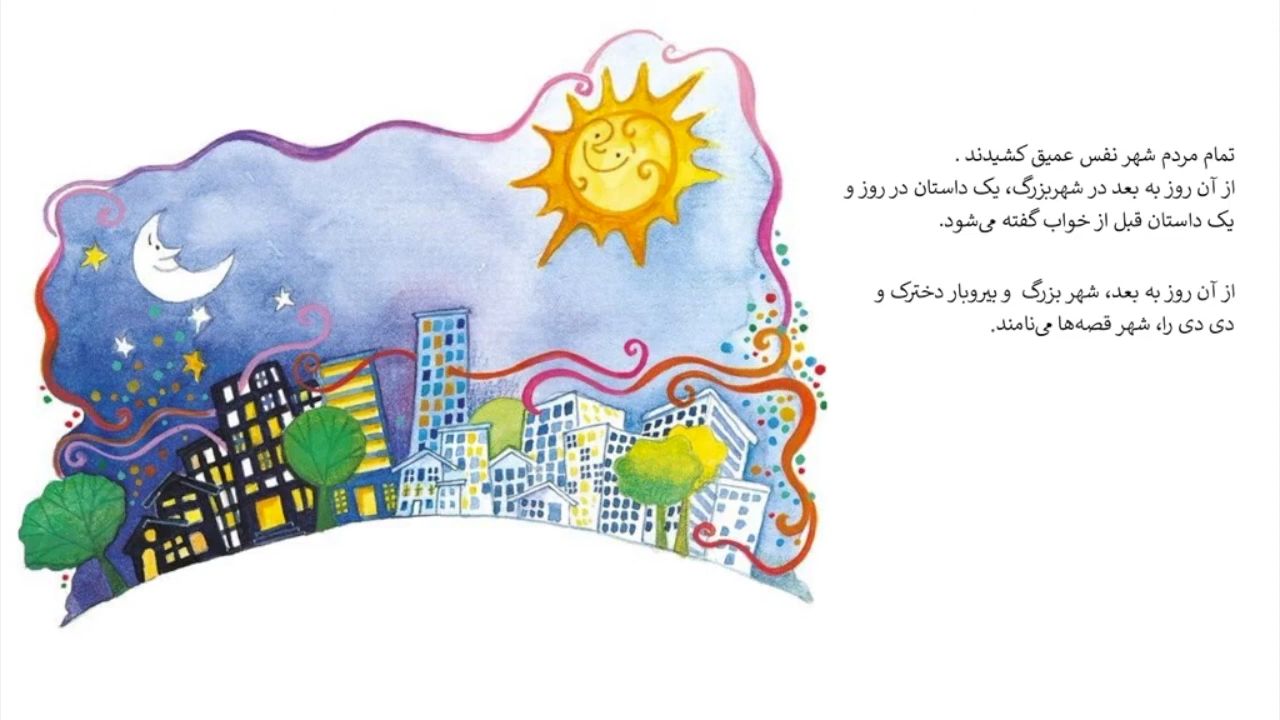 تمام مردم شهر نفس عمیق کشیدند .
از آن روز به بعد در شهربزرگ، یک داستان در روز و
یک داستان قبل از خواب گفته می‌شود.
از آن روز به بعد، شهر بزرگ و بیروبار دخترک و
دی دی را، شهر قصه‌ها می‌نامند.